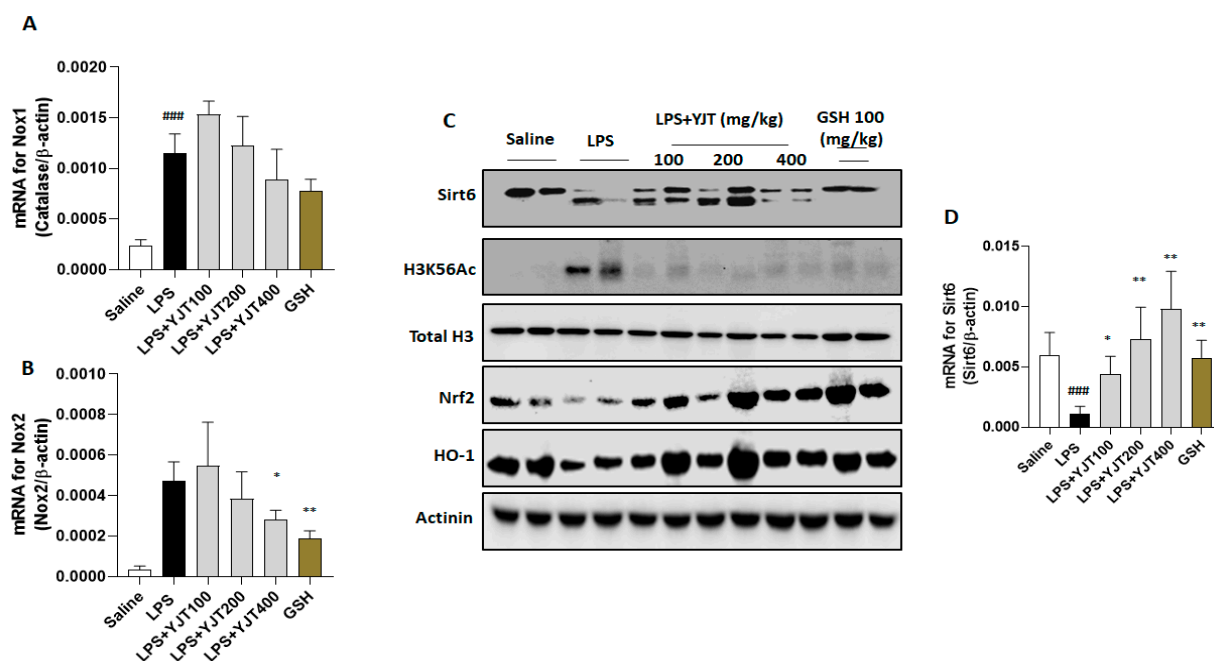 A
mRNA for Nox1
(Catalase/β-actin)
0.0020
0.0015
0.0010
0.0005
0.0000
###
Saline
LPS
LPS+YJT100
LPS+YJT200
LPS+YJT400
GSH
B
mRNA for Nox2
(Nox2/β-actin)
0.0010
0.0008
0.0006
0.0004
0.0002
0.0000
*
**
Saline
LPS
LPS+YJT100
LPS+YJT200
LPS+YJT400
GSH
C
Saline
LPS
LPS+YJT (mg/kg)
100
200
400
GSH 100
(mg/kg)
Sirt6
H3K56Ac
Total H3
Nrf2
HO-1
Actinin
D
mRNA for Sirt6
(Sirt6/β-actin)
0.015
0.010
0.005
0.000
###
*
**
**
**
Saline
LPS
LPS+YJT100
LPS+YJT200
LPS+YJT400
GSH